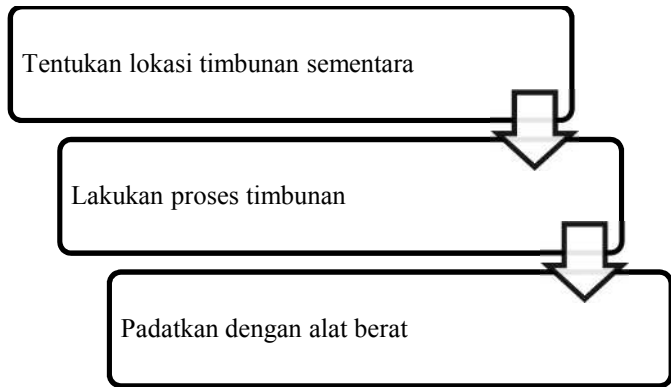 Tentukan lokasi timbunan sementara
Lakukan proses timbunan
Padatkan dengan alat berat